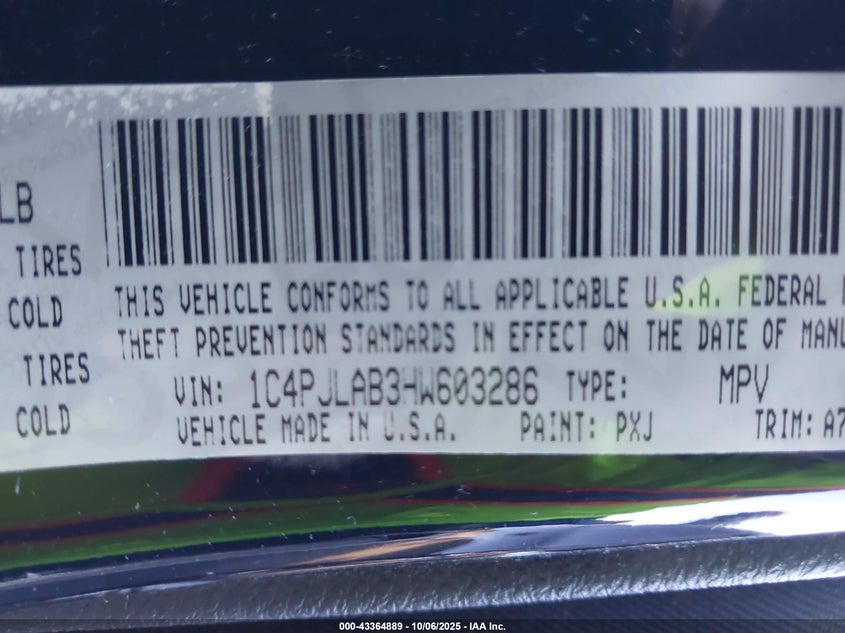 LB
TIRES
COLD
TIRES
COLD
THIS VEHICLE CONFORMS TO ALL APPLICABLE U.S.A. FEDERAL
THEFT PREVENTION STANDARDS IN EFFECT ON THE DATE OF MANU
VIN: 1C4PJLAB3HW603286 TYPE: MPV
VEHICLE MADE IN U.S.A. PAINT: PXJ TRIM: A7
000-43364889 - 10/06/2025 - IAA Inc.